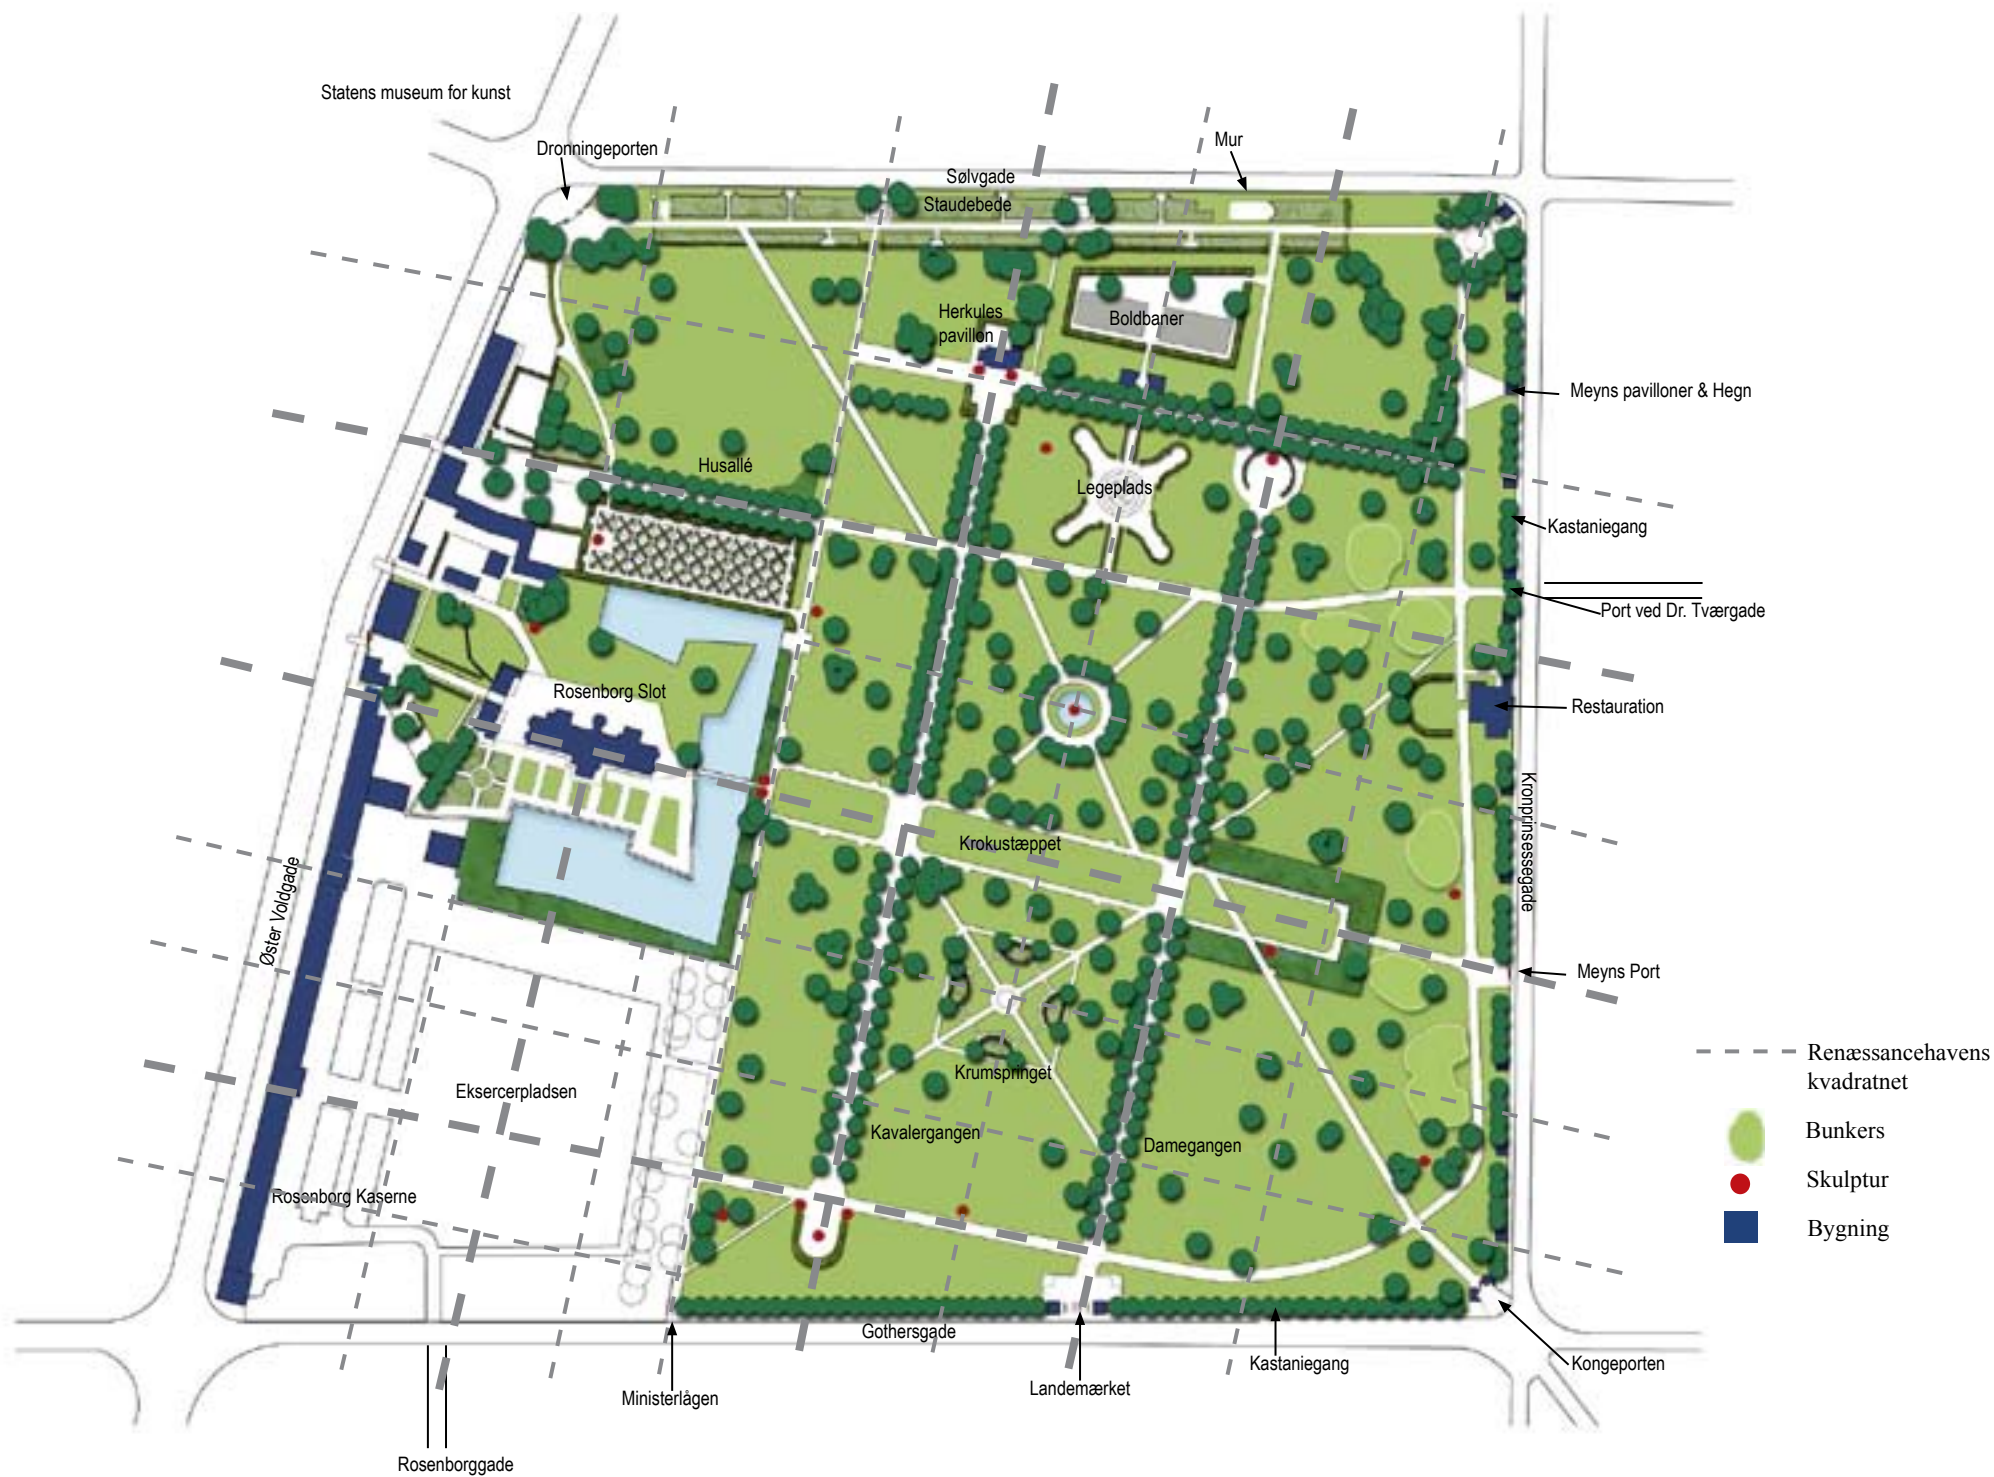 Statens museum for kunst
Dronningeporten
Mur
Sølvgade
Staudebede
Herkules
pavillon
Boldbaner
Meyns pavilloner & Hegn
Husallé
Legeplads
Kastaniegang
Port ved Dr. Tværgade
Rosenborg Slot
Restauration
Kronprinsessegade
Krokustæppet
Øster Voldgade
Meyns Port
Renæssancehavens
kvadratnet
Eksercerpladsen
Krumspringet
Kavalergangen
Damegangen
Bunkers
Skulptur
Rosenborg Kaserne
Bygning
Gothersgade
Kastaniegang
Kongeporten
Landemærket
Ministerlågen
Rosenborggade